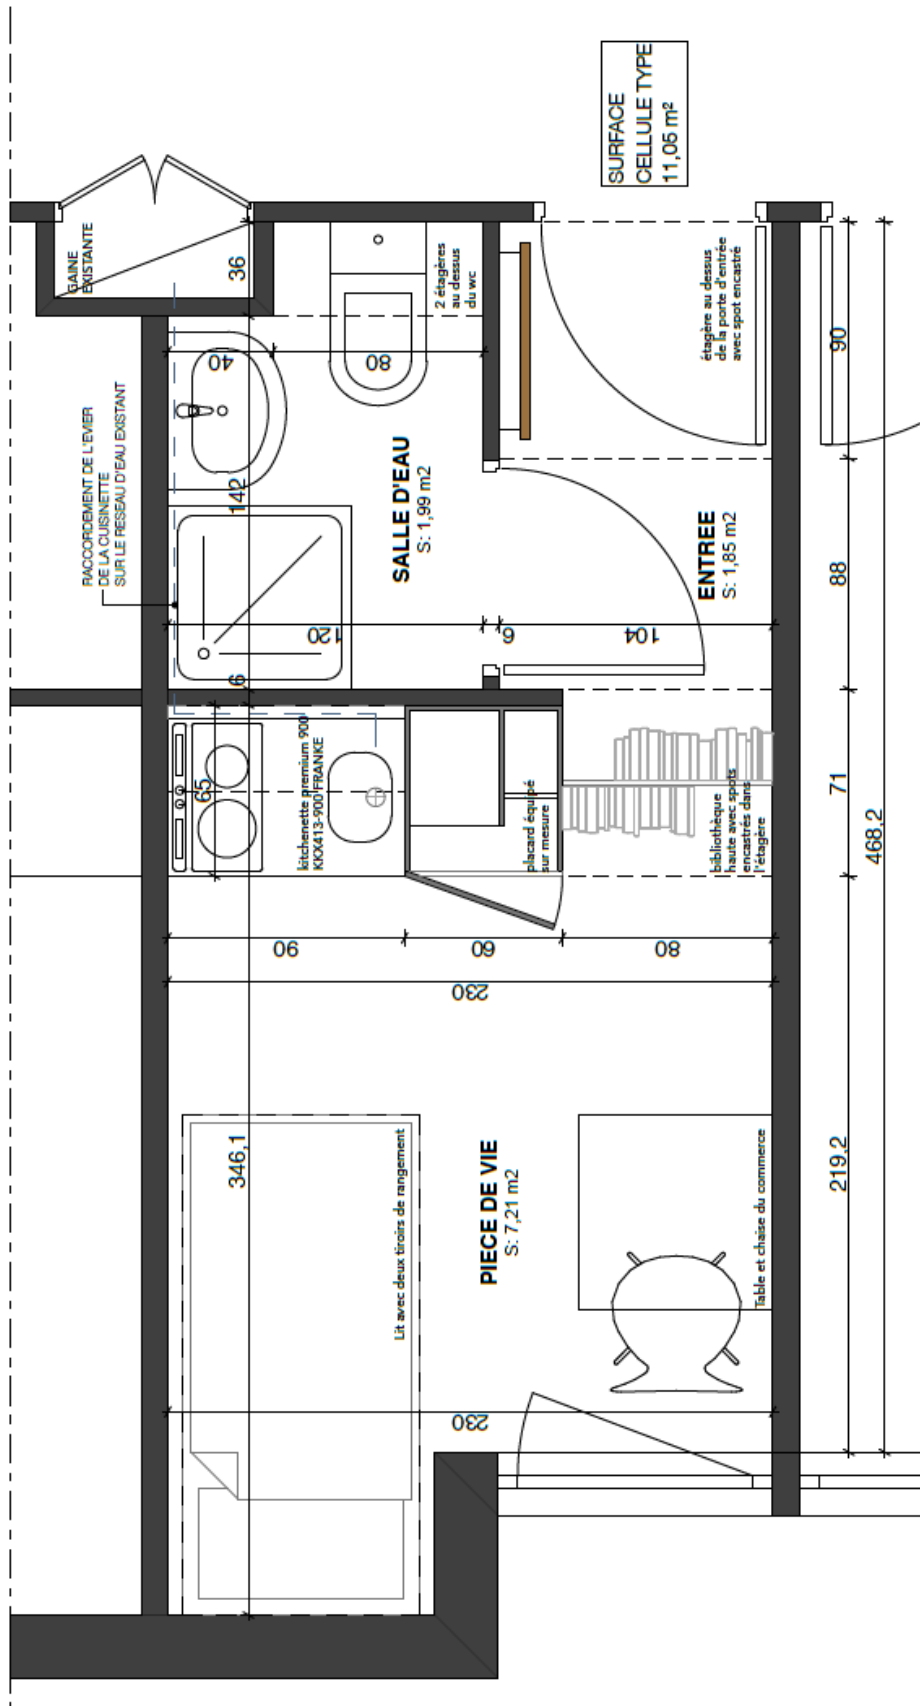 SURFACE
CELLULE TYPE
11,05 m²
GAINE
EXISTANTE
36
2 étagères
au dessus
du wc
étagère au dessus
de la porte d'entrée
avec spot encastré
90
40
80
RACCORDEMENT DE L'EVIER
DE LA CUISINETTE
SUR LE RESEAU D'EAU EXISTANT
142
SALLE D'EAU
S: 1,99 m2
ENTREE
S: 1,85 m2
88
120
6
104
6
65
kitchenette premium 900
KKX413-900 FRANKE
placard équipé
sur mesure
bibliothèque
haute avec spots
encastrés dans
l'étagère
71
468,2
90
60
80
230
346,1
Lit avec deux tiroirs de rangement
PIECE DE VIE
S: 7,21 m2
Table et chaise du commerce
219,2
230